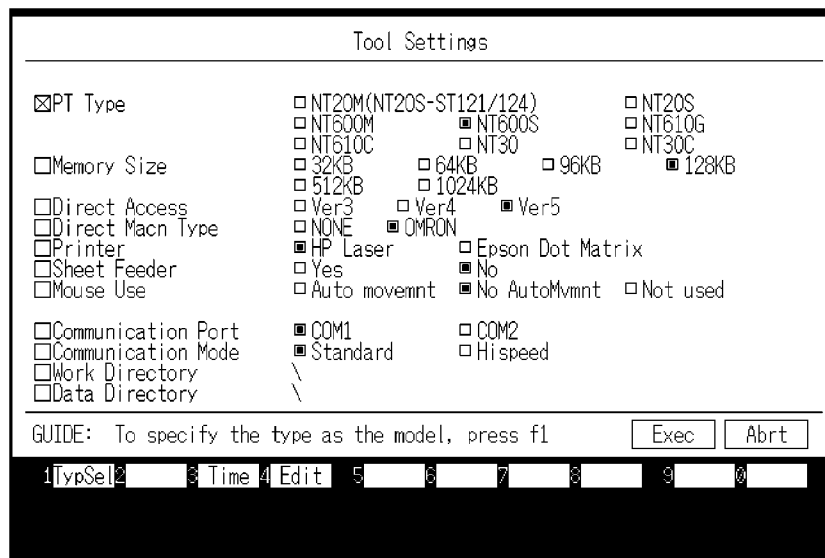 Tool Settings
PT Type NT20M(NT20S-ST121/124) NT20S
NT600M NT600S NT610G
NT610C NT30 NT30C
Memory Size 32KB 64KB 96KB 128KB
512KB 1024KB
Direct Access Ver3 Ver4 Ver5
Direct Macn Type NONE OMRON
Printer HP Laser Epson Dot Matrix
Sheet Feeder Yes No
Mouse Use Auto movemnt No AutoMvmnt Not used
Communication Port COM1 COM2
Communication Mode Standard Hispeed
Work Directory \
Data Directory \
GUIDE: To specify the type as the model, press f1 Exec Abrt
1TypSel2 3 Time 4 Edit 5 6 7 8 9 0